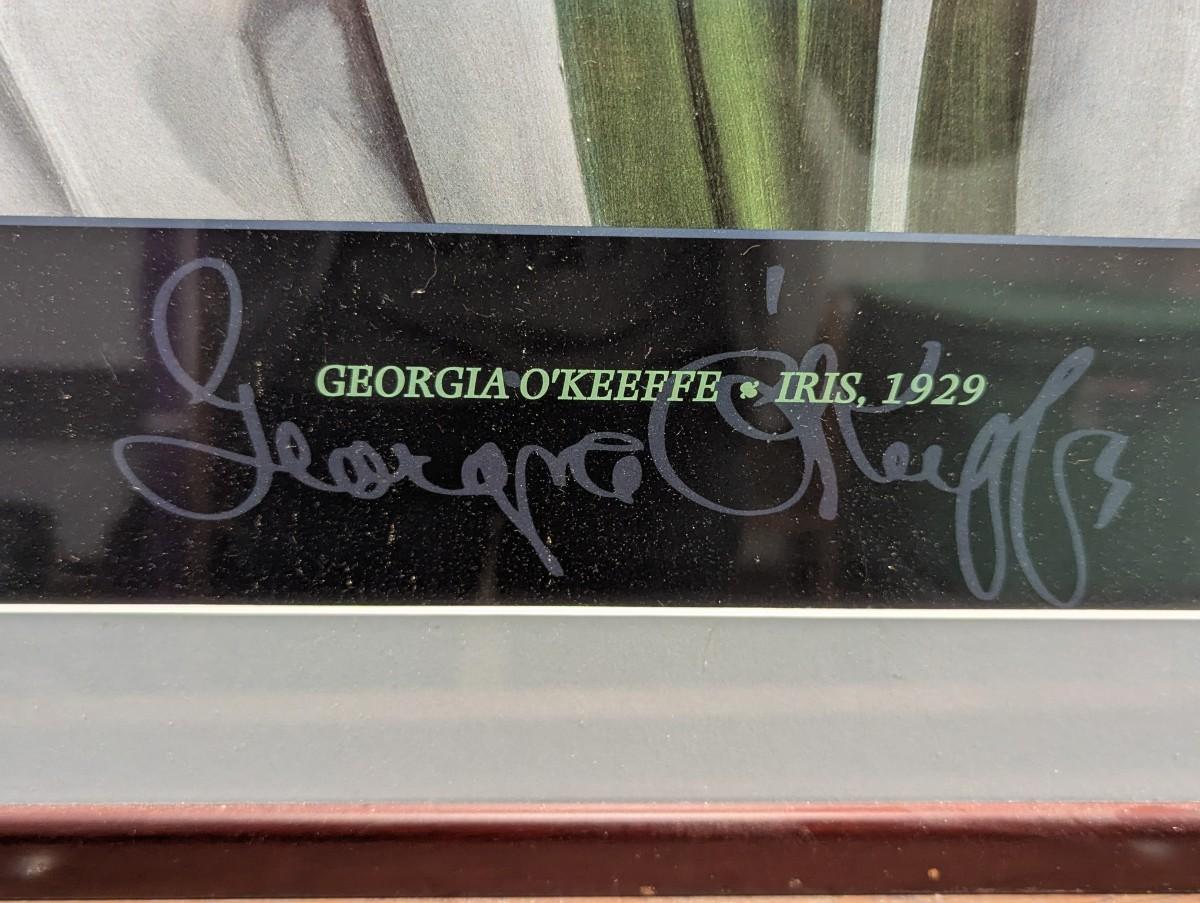 GEORGIA O'KEEFFE • IRIS, 1929
Georgia O'Keeffe